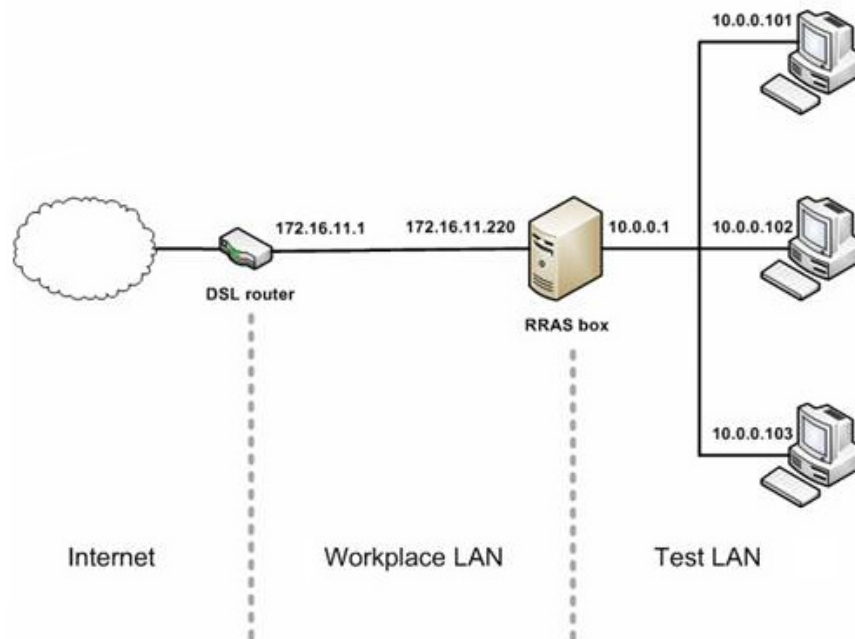 10.0.0.101
172.16.11.1
172.16.11.220
10.0.0.1
10.0.0.102
DSL router
RRAS box
10.0.0.103
Internet
Workplace LAN
Test LAN